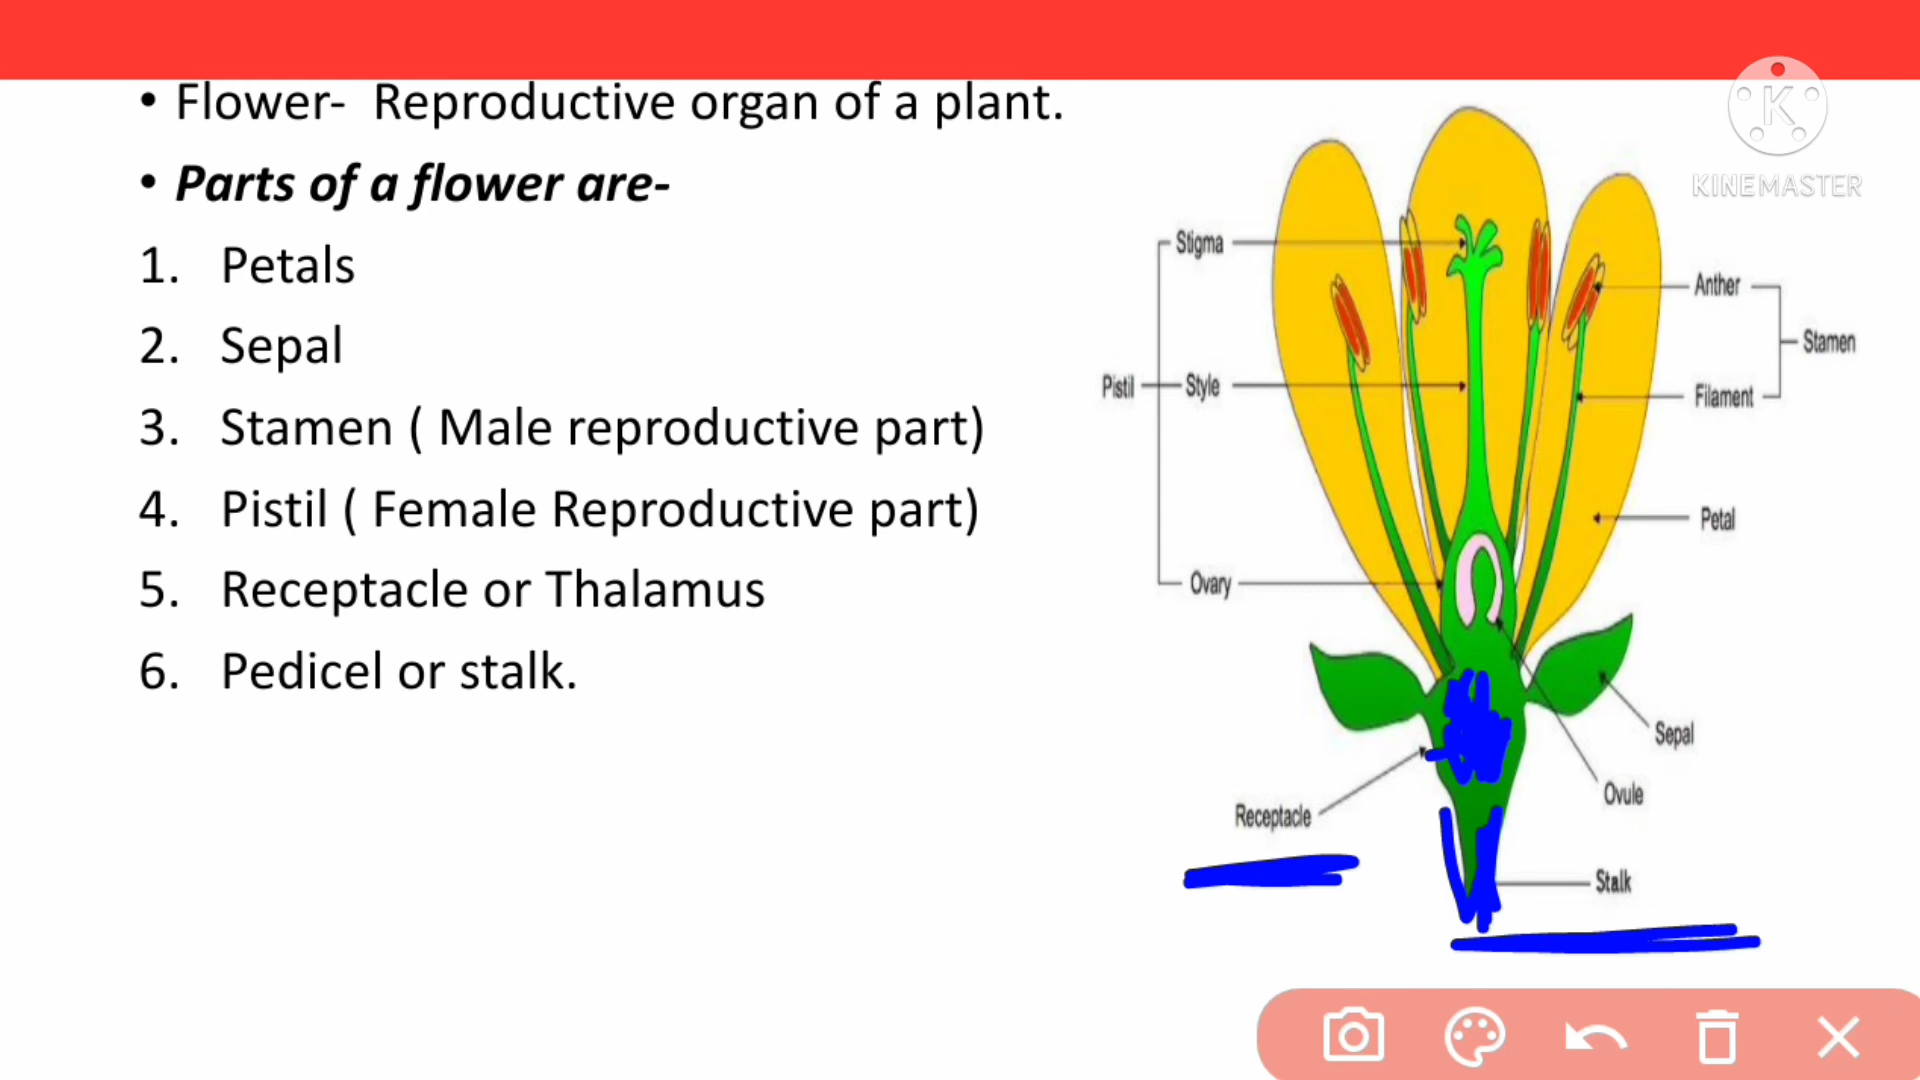 • Flower-  Reproductive organ of a plant.
• Parts of a flower are-
1. Petals
2. Sepal
3. Stamen ( Male reproductive part)
4. Pistil ( Female Reproductive part)
5. Receptacle or Thalamus
6. Pedicel or stalk.
K
KINEMASTER
Stigma
Anther
Stamen
Pistil
Style
Filament
Petal
Ovary
Sepal
Ovule
Receptacle
Stalk